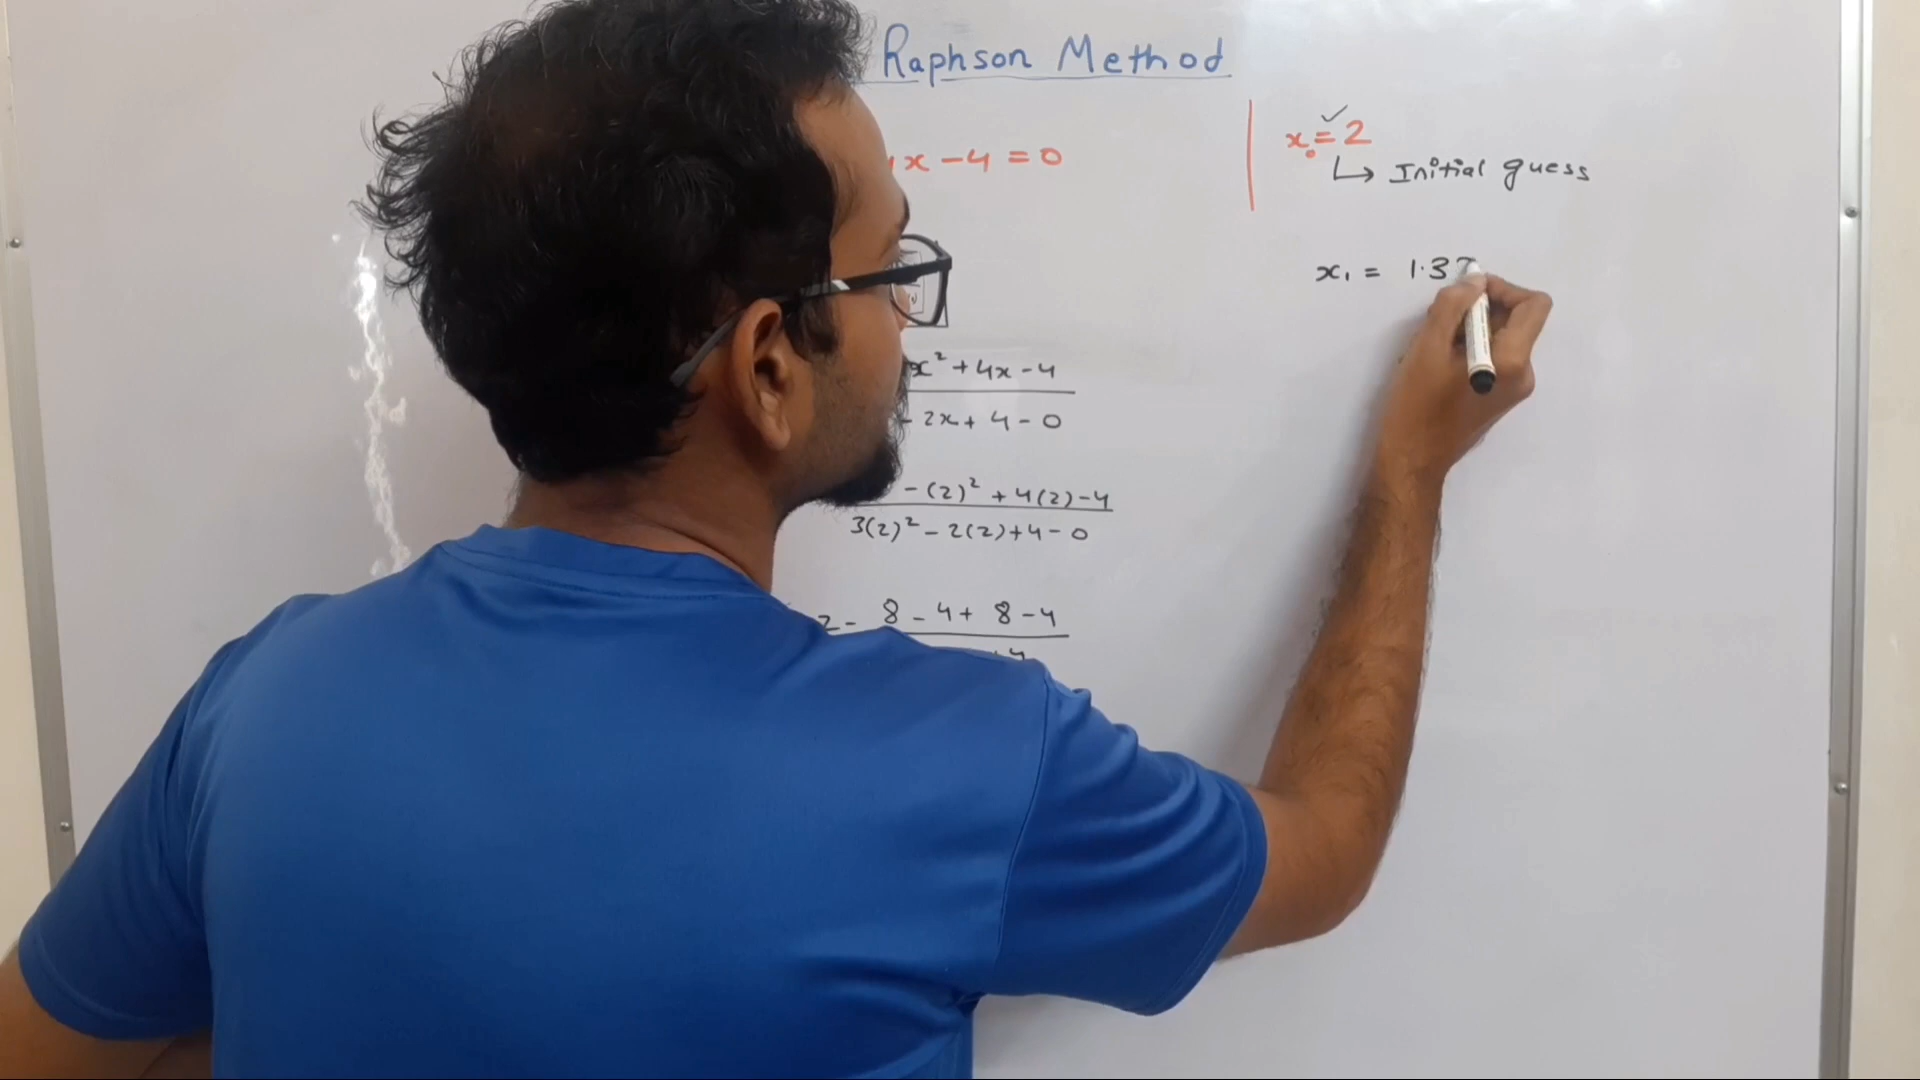 Raphson Method
x - 4 = 0
x₀ = 2
↳ Initial guess
x₁ = 1.33
x² + 4x - 4
- 2x + 4 - 0
- (2)² + 4(2) - 4
3(2)² - 2(2) + 4 - 0
2 - 8 - 4 + 8 - 4
+ 4